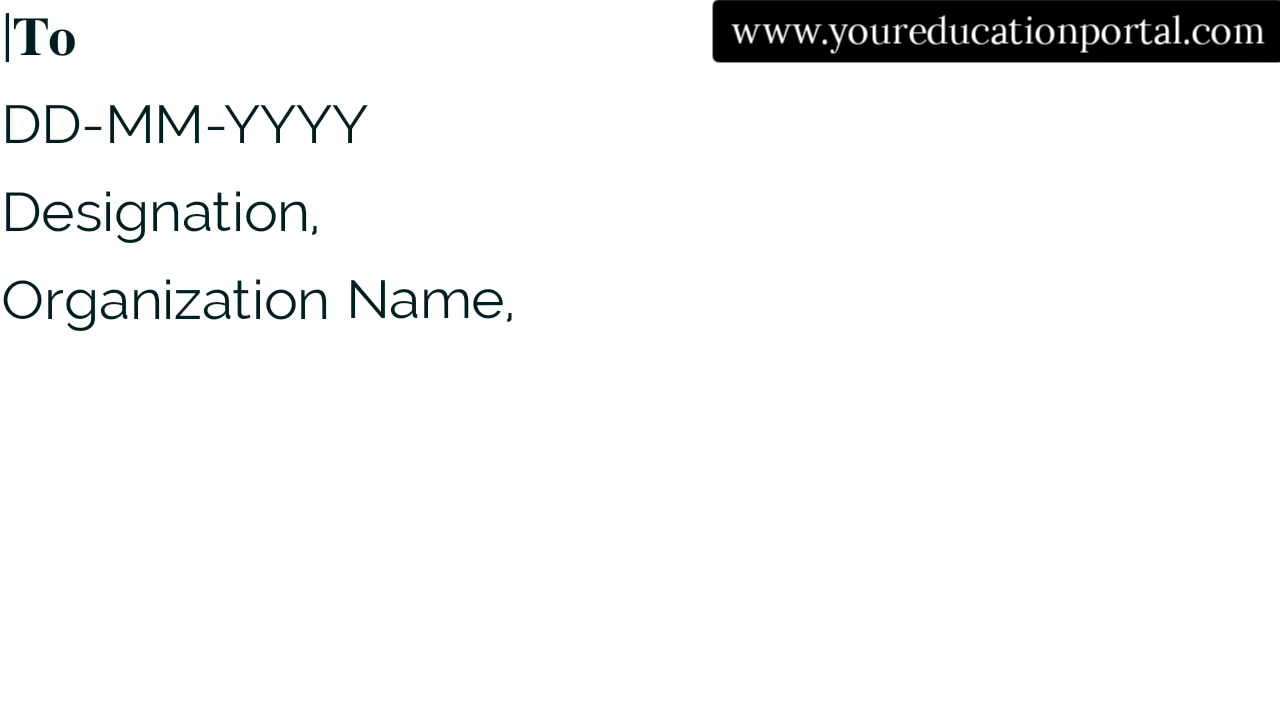 To
www.youreducationportal.com
DD-MM-YYYY
Designation,
Organization Name,